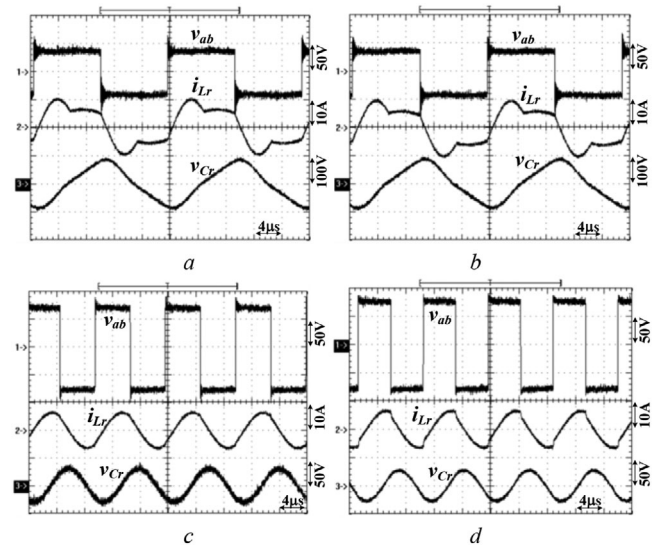 v_ab
50V
1->
i_Lr
10A
2->
v_Cr
100V
3->
4μs
a
v_ab
50V
1->
i_Lr
10A
2->
v_Cr
100V
3->
4μs
b
v_ab
50V
1->
i_Lr
10A
2->
v_Cr
50V
3->
4μs
c
v_ab
50V
1->
i_Lr
10A
2->
v_Cr
50V
3->
4μs
d